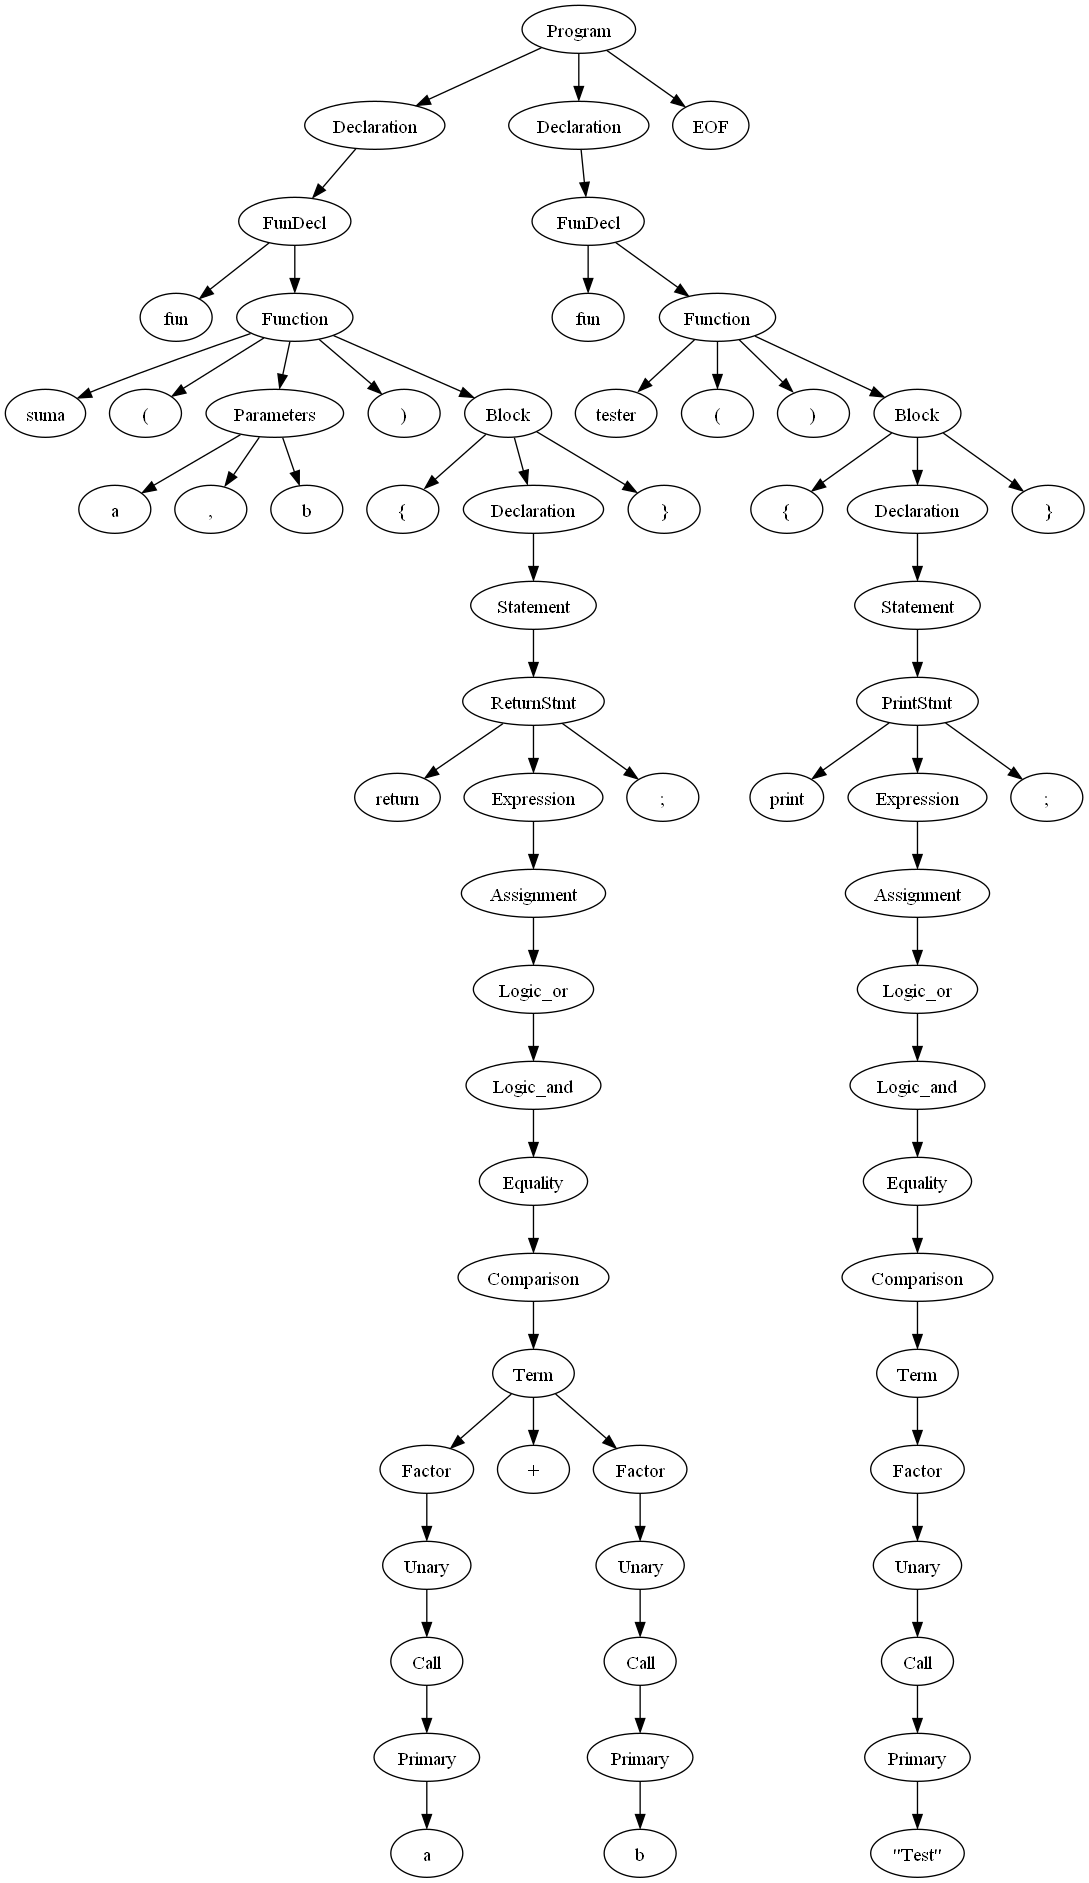 Program
Declaration Declaration EOF
FunDecl FunDecl
fun Function fun Function
suma ( Parameters ) Block tester ( ) Block
a , b { Declaration } { Declaration }
Statement Statement
ReturnStmt PrintStmt
return Expression ; print Expression ;
Assignment Assignment
Logic_or Logic_or
Logic_and Logic_and
Equality Equality
Comparison Comparison
Term Term
Factor + Factor Factor
Unary Unary Unary
Call Call Call
Primary Primary Primary
a b "Test"